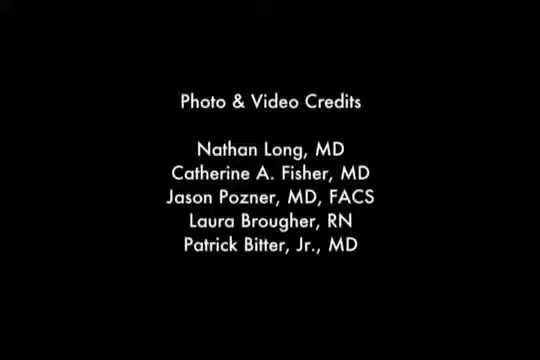 Photo & Video Credits
Nathan Long, MD
Catherine A. Fisher, MD
Jason Pozner, MD, FACS
Laura Brougher, RN
Patrick Bitter, Jr., MD